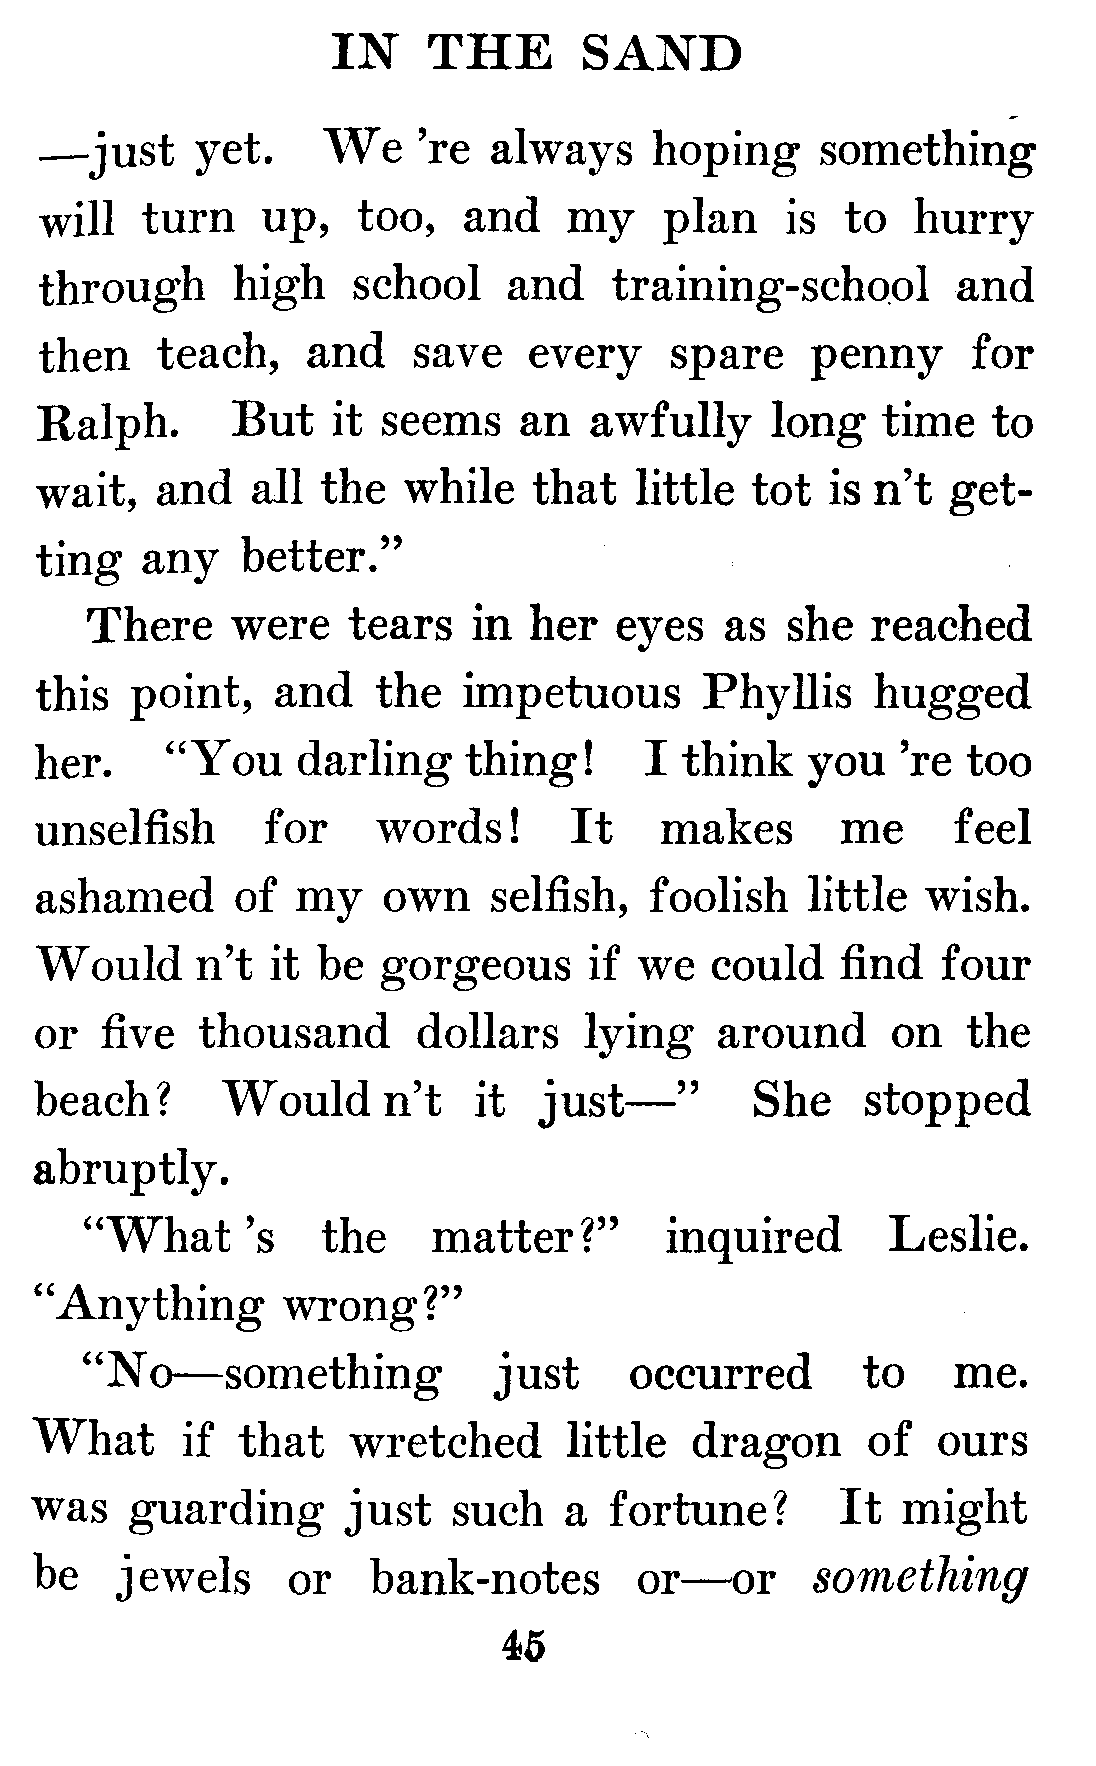 IN THE SAND
—just yet. We 're always hoping something
will turn up, too, and my plan is to hurry
through high school and training-school and
then teach, and save every spare penny for
Ralph. But it seems an awfully long time to
wait, and all the while that little tot is n't get-
ting any better.”
There were tears in her eyes as she reached
this point, and the impetuous Phyllis hugged
her. “You darling thing! I think you 're too
unselfish for words! It makes me feel
ashamed of my own selfish, foolish little wish.
Would n't it be gorgeous if we could find four
or five thousand dollars lying around on the
beach? Would n't it just—” She stopped
abruptly.
“What 's the matter?” inquired Leslie.
“Anything wrong?”
“No—something just occurred to me.
What if that wretched little dragon of ours
was guarding just such a fortune? It might
be jewels or bank-notes or—or something
45